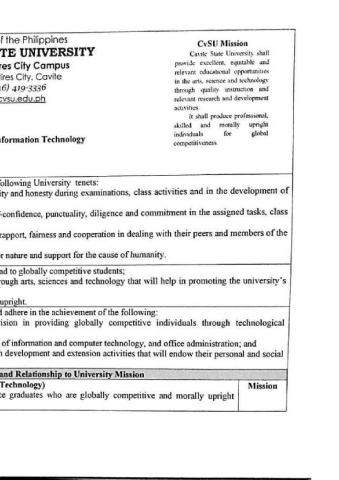 f the Philippines
TE UNIVERSITY
res City Campus
ires City, Cavite
6) 419-3336
cvsu.edu.ph
nformation Technology
CvSU Mission
Cavite State University shall
provide excellent, equitable and
relevant educational opportunities
in the arts, science and technology
through quality instruction and
relevant research and development
activities.
It shall produce professional,
skilled and morally upright
individuals for global
competitiveness.
following University tenets:
ity and honesty during examinations, class activities and in the development of
-confidence, punctuality, diligence and commitment in the assigned tasks, class
rapport, fairness and cooperation in dealing with their peers and members of the
r nature and support for the cause of humanity.
ad to globally competitive students;
rough arts, sciences and technology that will help in promoting the university's
upright.
d adhere in the achievement of the following:
ision in providing globally competitive individuals through technological
of information and computer technology, and office administration; and
h development and extension activities that will endow their personal and social
and Relationship to University Mission
Technology)
Mission
ce graduates who are globally competitive and morally upright